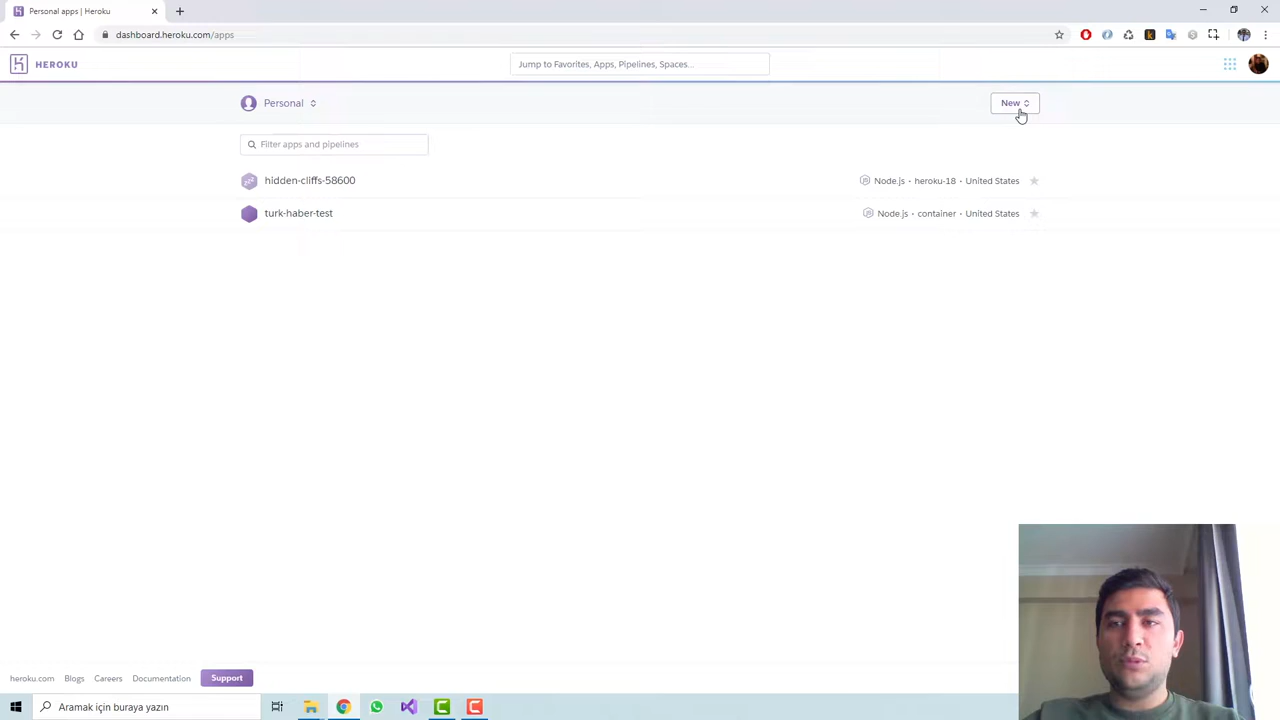 Personal apps | Heroku
dashboard.heroku.com/apps
HEROKU
Jump to Favorites, Apps, Pipelines, Spaces...
Personal
New
Filter apps and pipelines
hidden-cliffs-58600
Node.js • heroku-18 • United States
turk-haber-test
Node.js • container • United States
heroku.com
Blogs
Careers
Documentation
Support
Aramak için buraya yazın